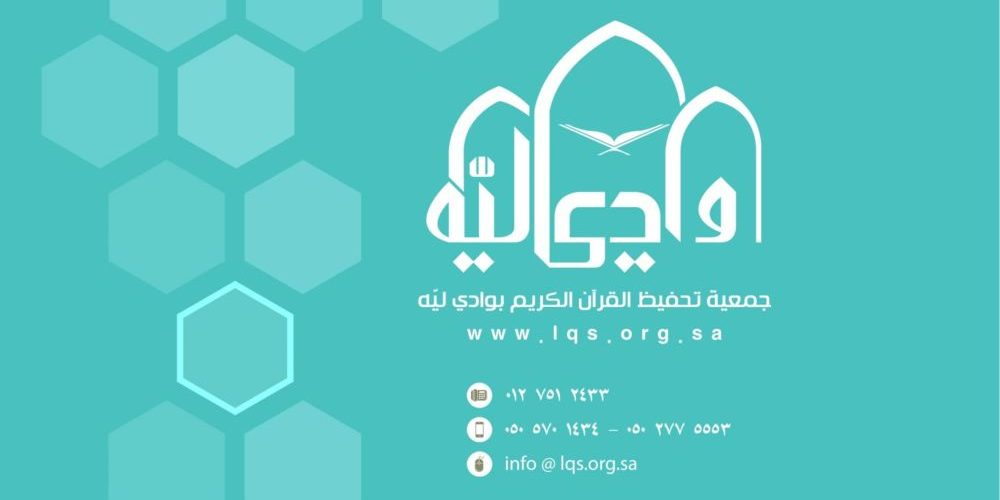 وادي ليّه
جمعية تحفيظ القرآن الكريم بوادي ليّه
www.lqs.org.sa
٠١٢ ٧٥١ ٢٤٣٣
٠٥٠ ٥٧٠ ١٤٣٤ – ٠٥٠ ٢٧٧ ٥٥٥٣
info @ lqs.org.sa